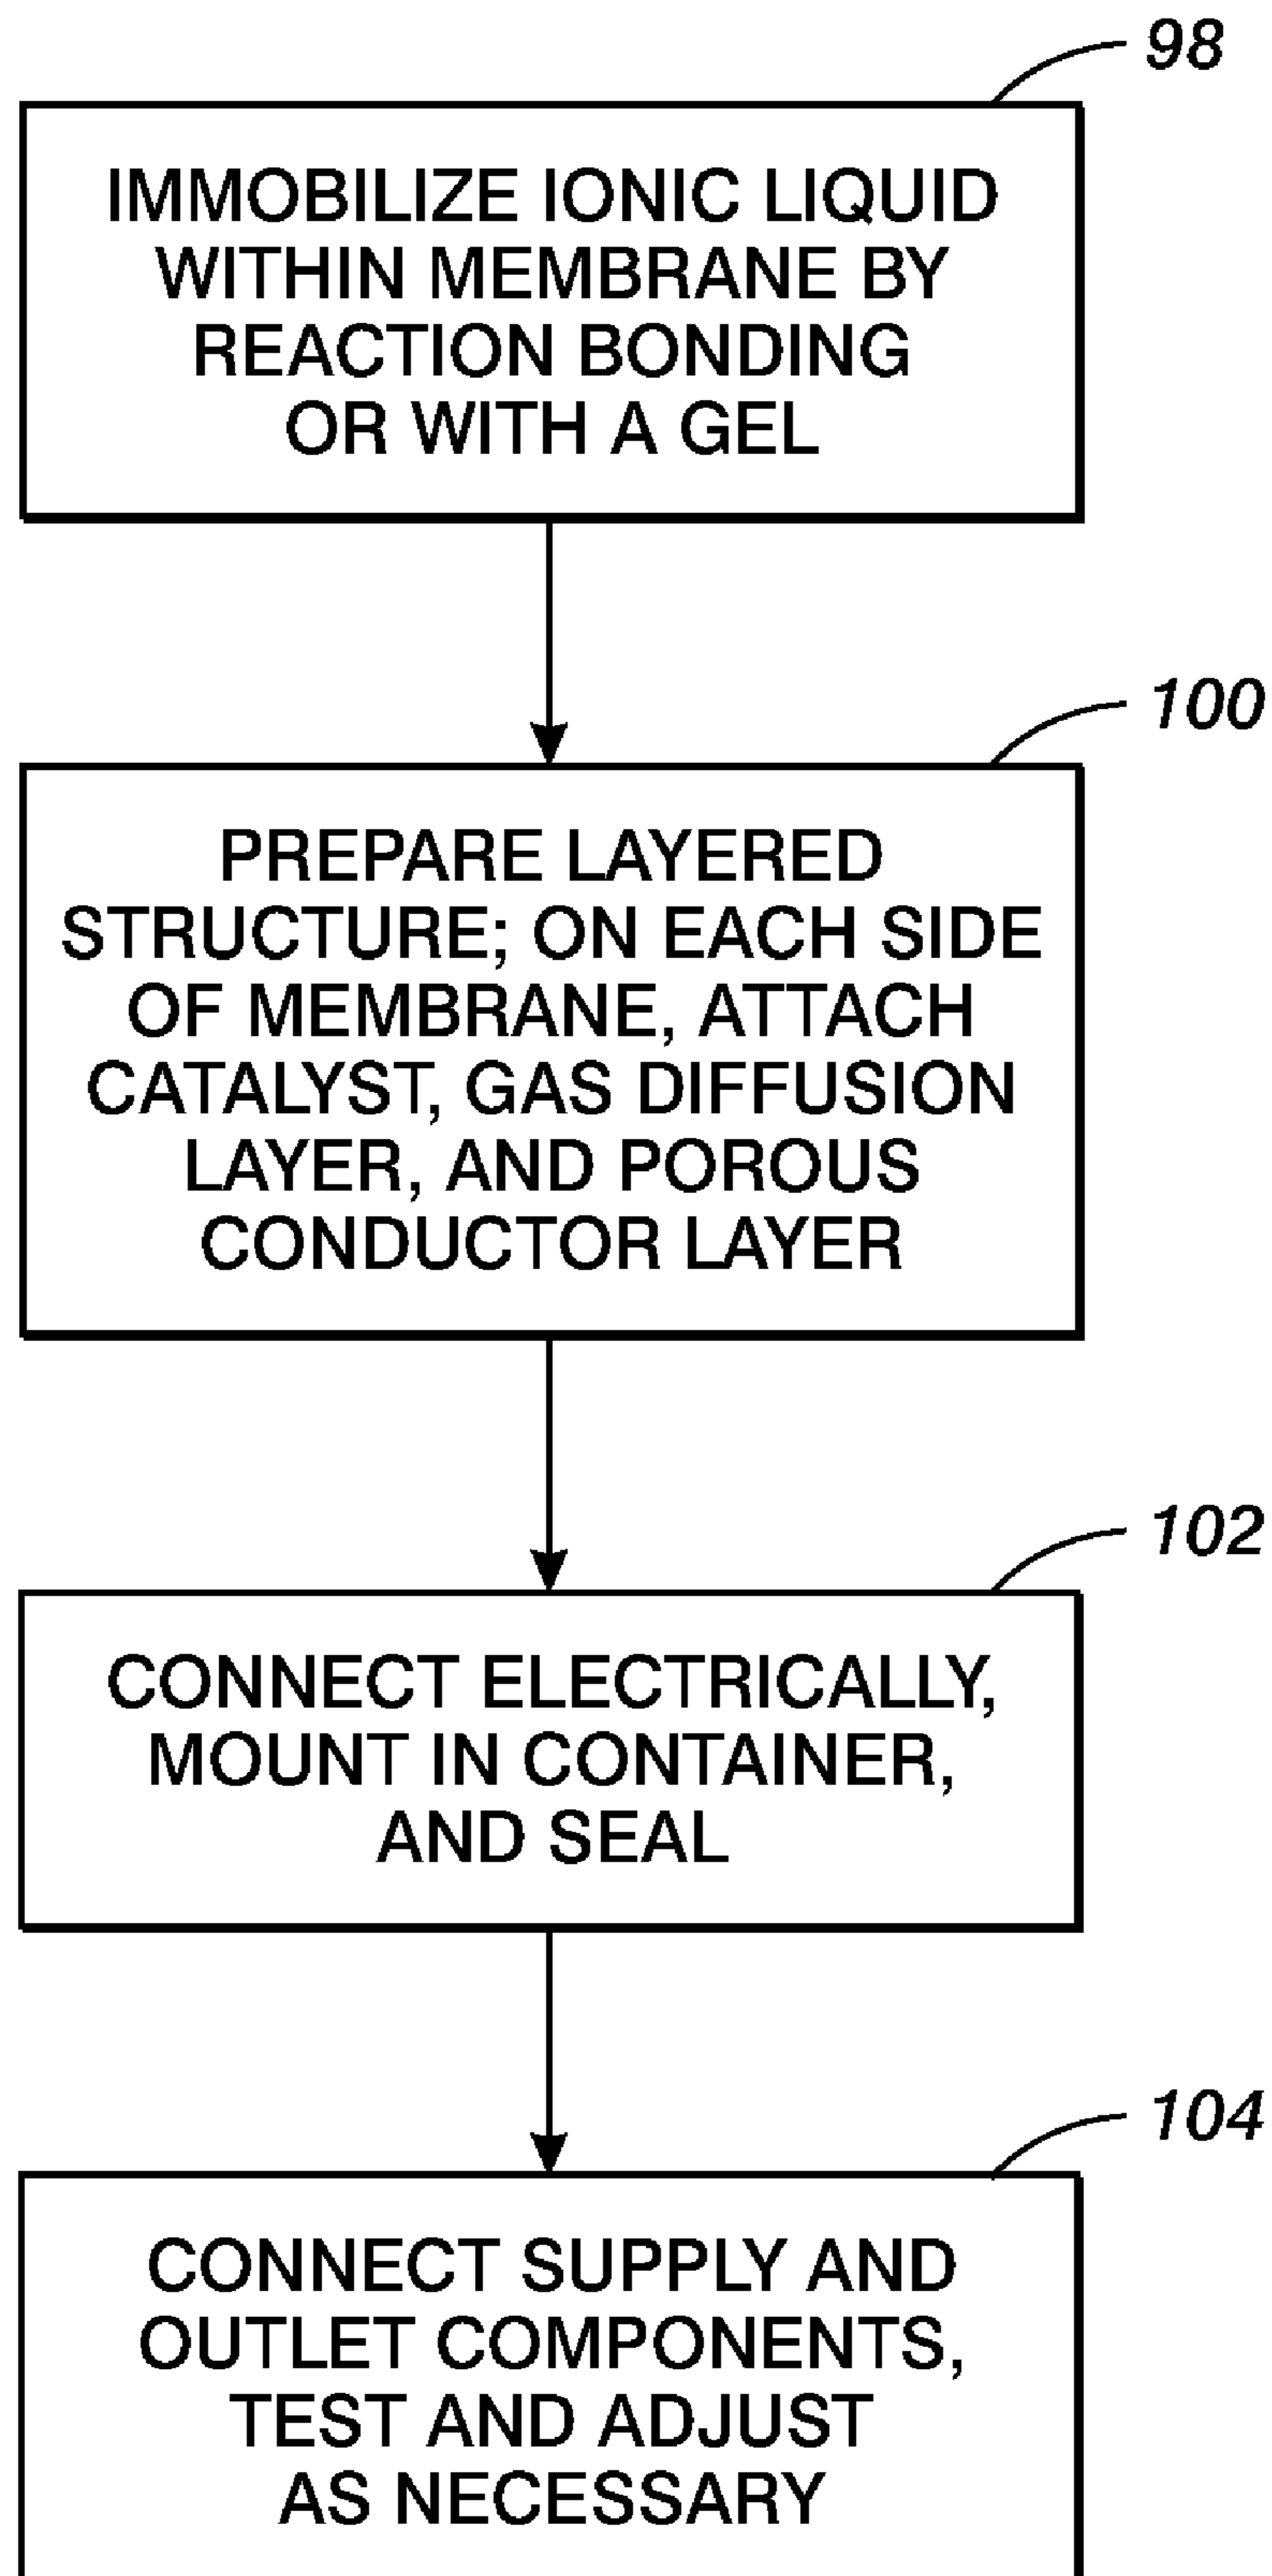 98
IMMOBILIZE IONIC LIQUID
WITHIN MEMBRANE BY
REACTION BONDING
OR WITH A GEL
100
PREPARE LAYERED
STRUCTURE; ON EACH SIDE
OF MEMBRANE, ATTACH
CATALYST, GAS DIFFUSION
LAYER, AND POROUS
CONDUCTOR LAYER
102
CONNECT ELECTRICALLY,
MOUNT IN CONTAINER,
AND SEAL
104
CONNECT SUPPLY AND
OUTLET COMPONENTS,
TEST AND ADJUST
AS NECESSARY